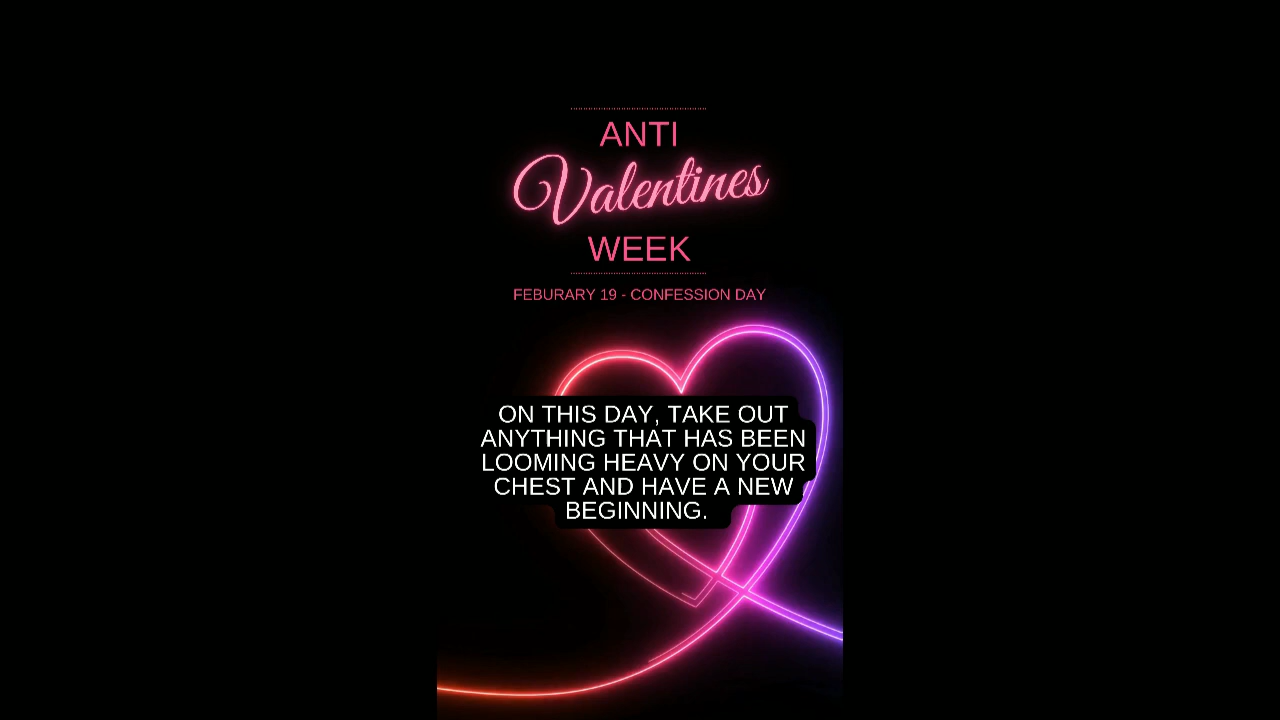 ANTI
Valentines
WEEK
FEBURARY 19 - CONFESSION DAY
ON THIS DAY, TAKE OUT
ANYTHING THAT HAS BEEN
LOOMING HEAVY ON YOUR
CHEST AND HAVE A NEW
BEGINNING.